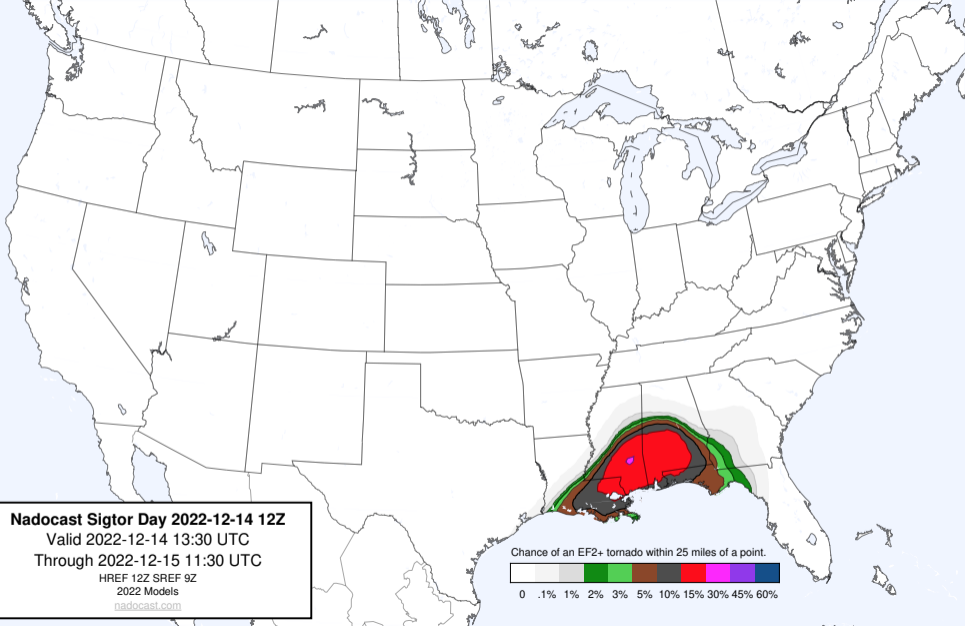 Nadocast Sigtor Day 2022-12-14 12Z
Valid 2022-12-14 13:30 UTC
Through 2022-12-15 11:30 UTC
HREF 12Z SREF 9Z
2022 Models
nadocast.com
Chance of an EF2+ tornado within 25 miles of a point.
0 .1% 1% 2% 3% 5% 10% 15% 30% 45% 60%